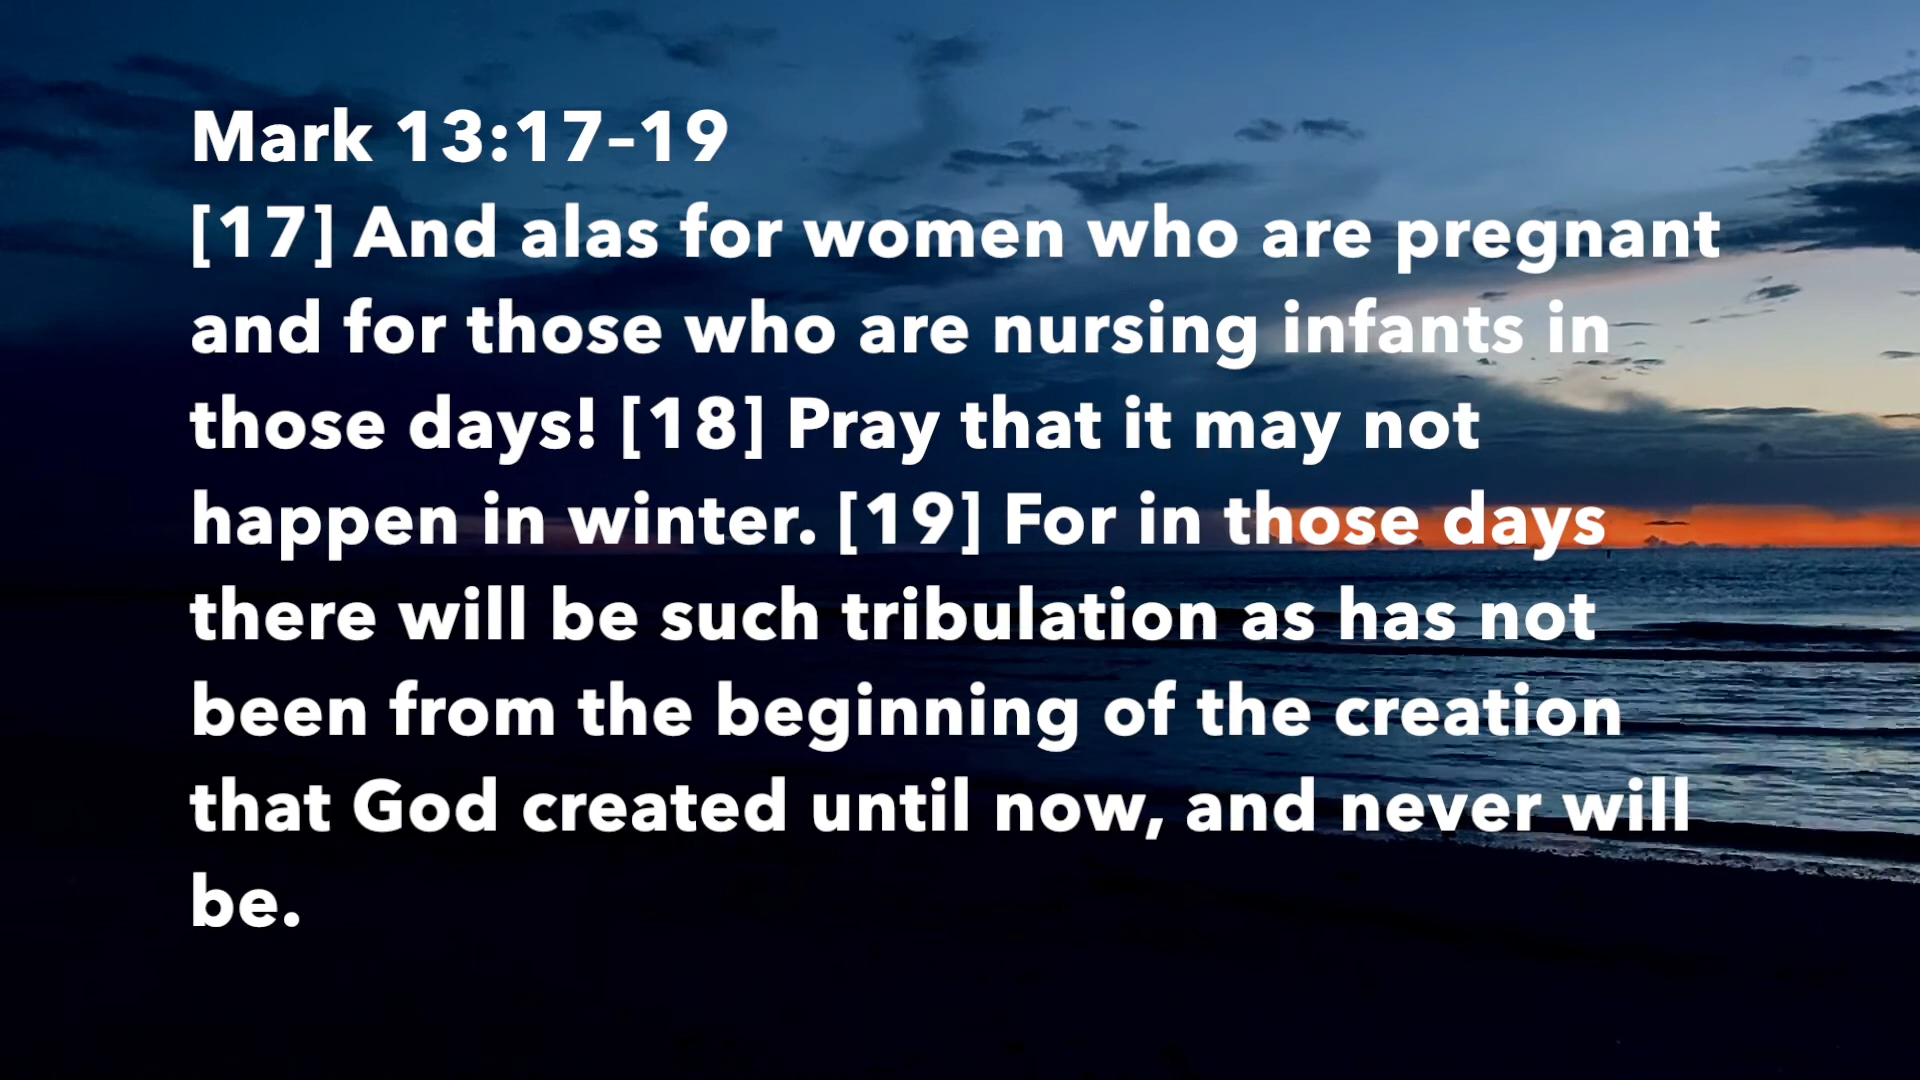 Mark 13:17–19
[17] And alas for women who are pregnant
and for those who are nursing infants in
those days! [18] Pray that it may not
happen in winter. [19] For in those days
there will be such tribulation as has not
been from the beginning of the creation
that God created until now, and never will
be.